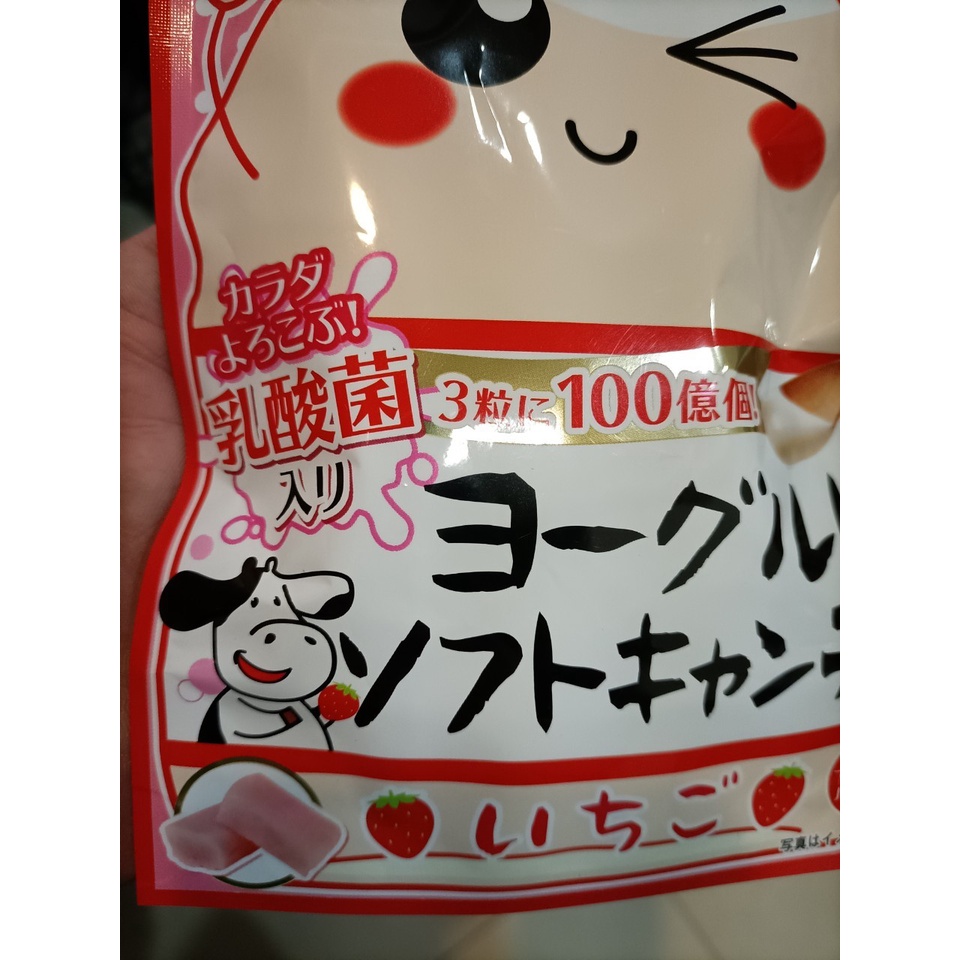 カラダ
よろこぶ!
乳酸菌
入り
3粒に100億個!
ヨーグル
ソフトキャン
いちご
写真はイ